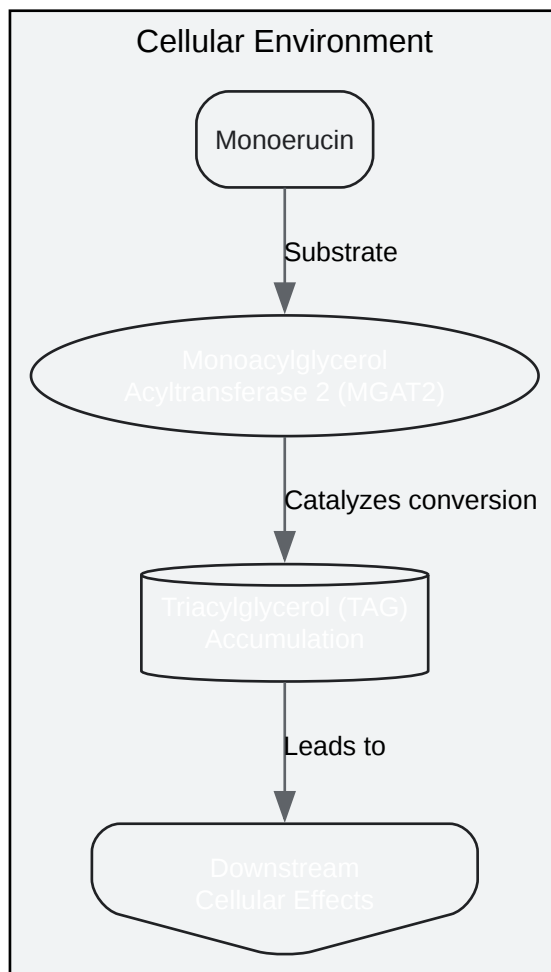 Cellular Environment
Monoerucin
Substrate
Monoacylglycerol
Acyltransferase 2 (MGAT2)
Catalyzes conversion
Triacylglycerol (TAG)
Accumulation
Leads to
Downstream
Cellular Effects